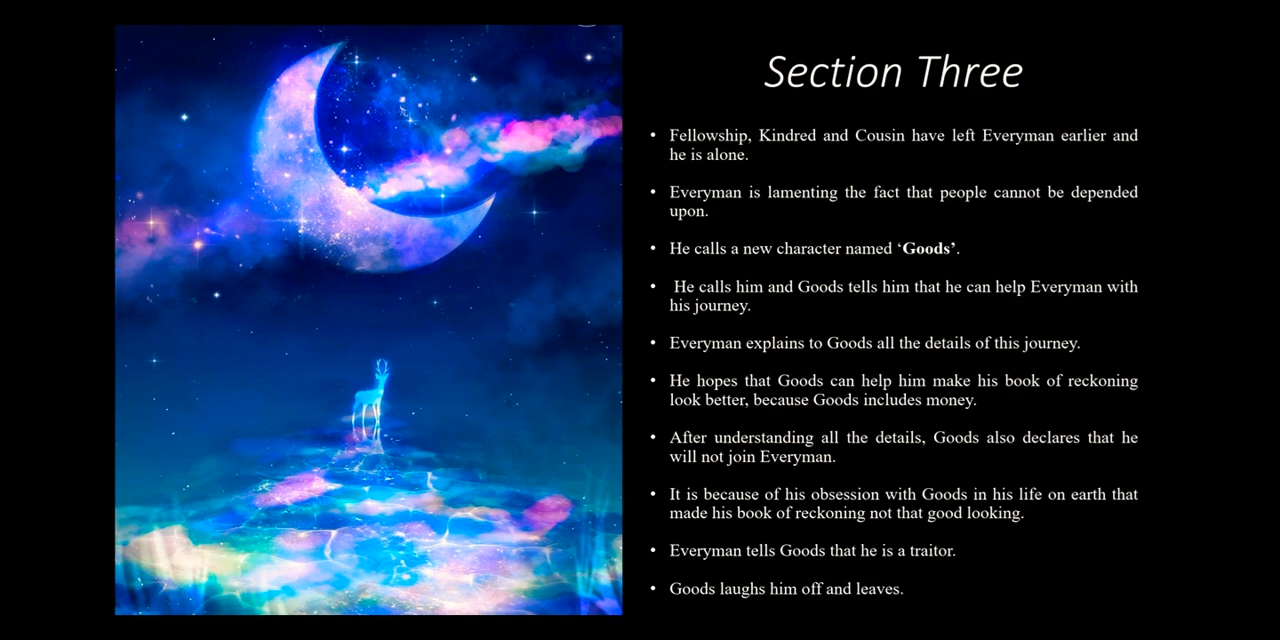 Section Three
• Fellowship, Kindred and Cousin have left Everyman earlier and
he is alone.
• Everyman is lamenting the fact that people cannot be depended
upon.
• He calls a new character named ‘Goods’.
• He calls him and Goods tells him that he can help Everyman with
his journey.
• Everyman explains to Goods all the details of this journey.
• He hopes that Goods can help him make his book of reckoning
look better, because Goods includes money.
• After understanding all the details, Goods also declares that he
will not join Everyman.
• It is because of his obsession with Goods in his life on earth that
made his book of reckoning not that good looking.
• Everyman tells Goods that he is a traitor.
• Goods laughs him off and leaves.